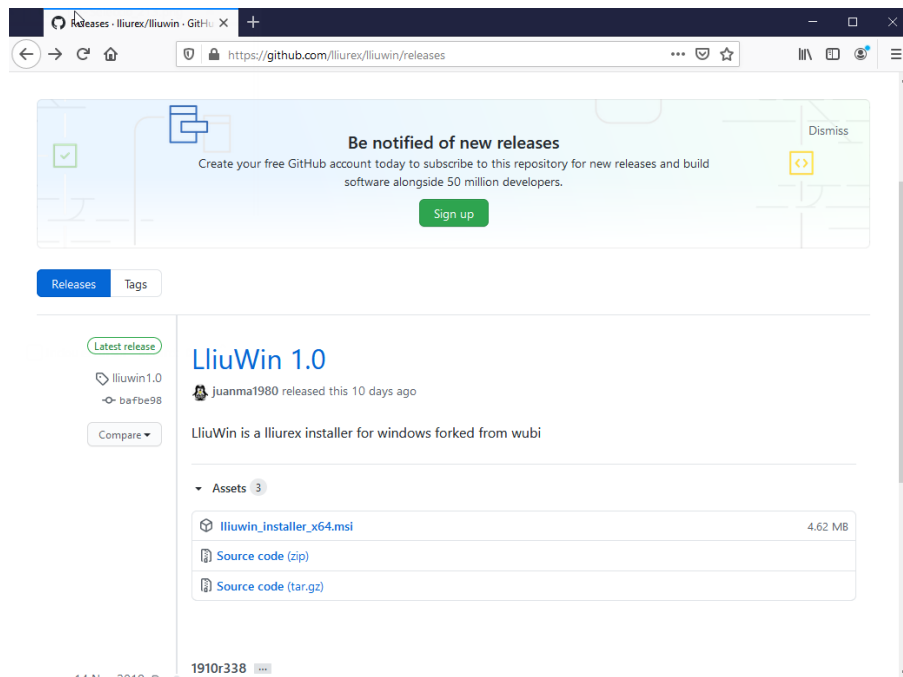 Releases · lliurex/lliuwin · GitHu
https://github.com/lliurex/lliuwin/releases
Be notified of new releases
Dismiss
Create your free GitHub account today to subscribe to this repository for new releases and build
software alongside 50 million developers.
Sign up
Releases
Tags
Latest release
lliuwin1.0
bafbe98
Compare
LliuWin 1.0
juanma1980 released this 10 days ago
LliuWin is a lliurex installer for windows forked from wubi
Assets 3
lliuwin_installer_x64.msi
4.62 MB
Source code (zip)
Source code (tar.gz)
1910r338